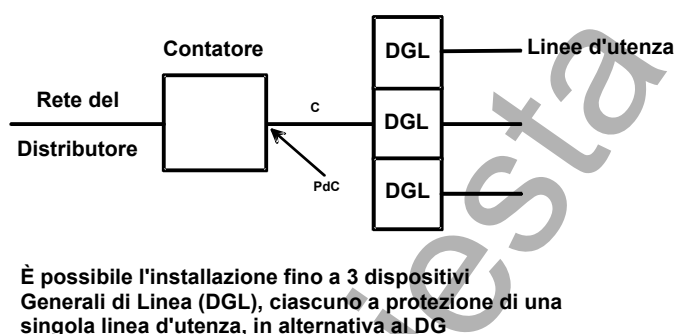 Contatore
DGL
Linee d'utenza
Rete del
Distributore
C
DGL
PdC
DGL
È possibile l'installazione fino a 3 dispositivi
Generali di Linea (DGL), ciascuno a protezione di una
singola linea d'utenza, in alternativa al DG
iesta